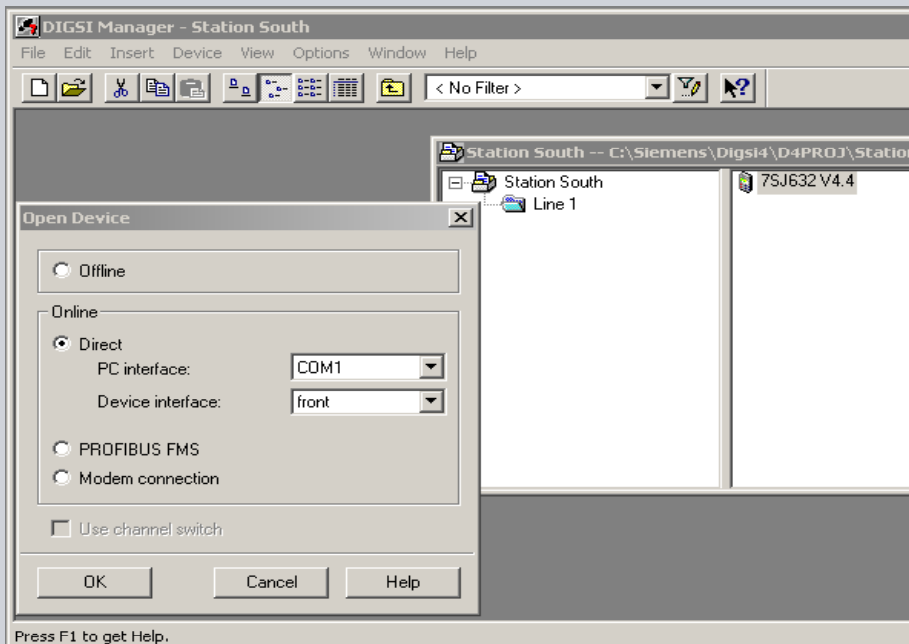 DIGSI Manager - Station South
File Edit Insert Device View Options Window Help
< No Filter >
Station South -- C:\Siemens\Digsi4\D4PROJ\Station
Station South
Line 1
7SJ632 V4.4
Open Device
Offline
Online
Direct
PC interface: COM1
Device interface: front
PROFIBUS FMS
Modem connection
Use channel switch
OK Cancel Help
Press F1 to get Help.